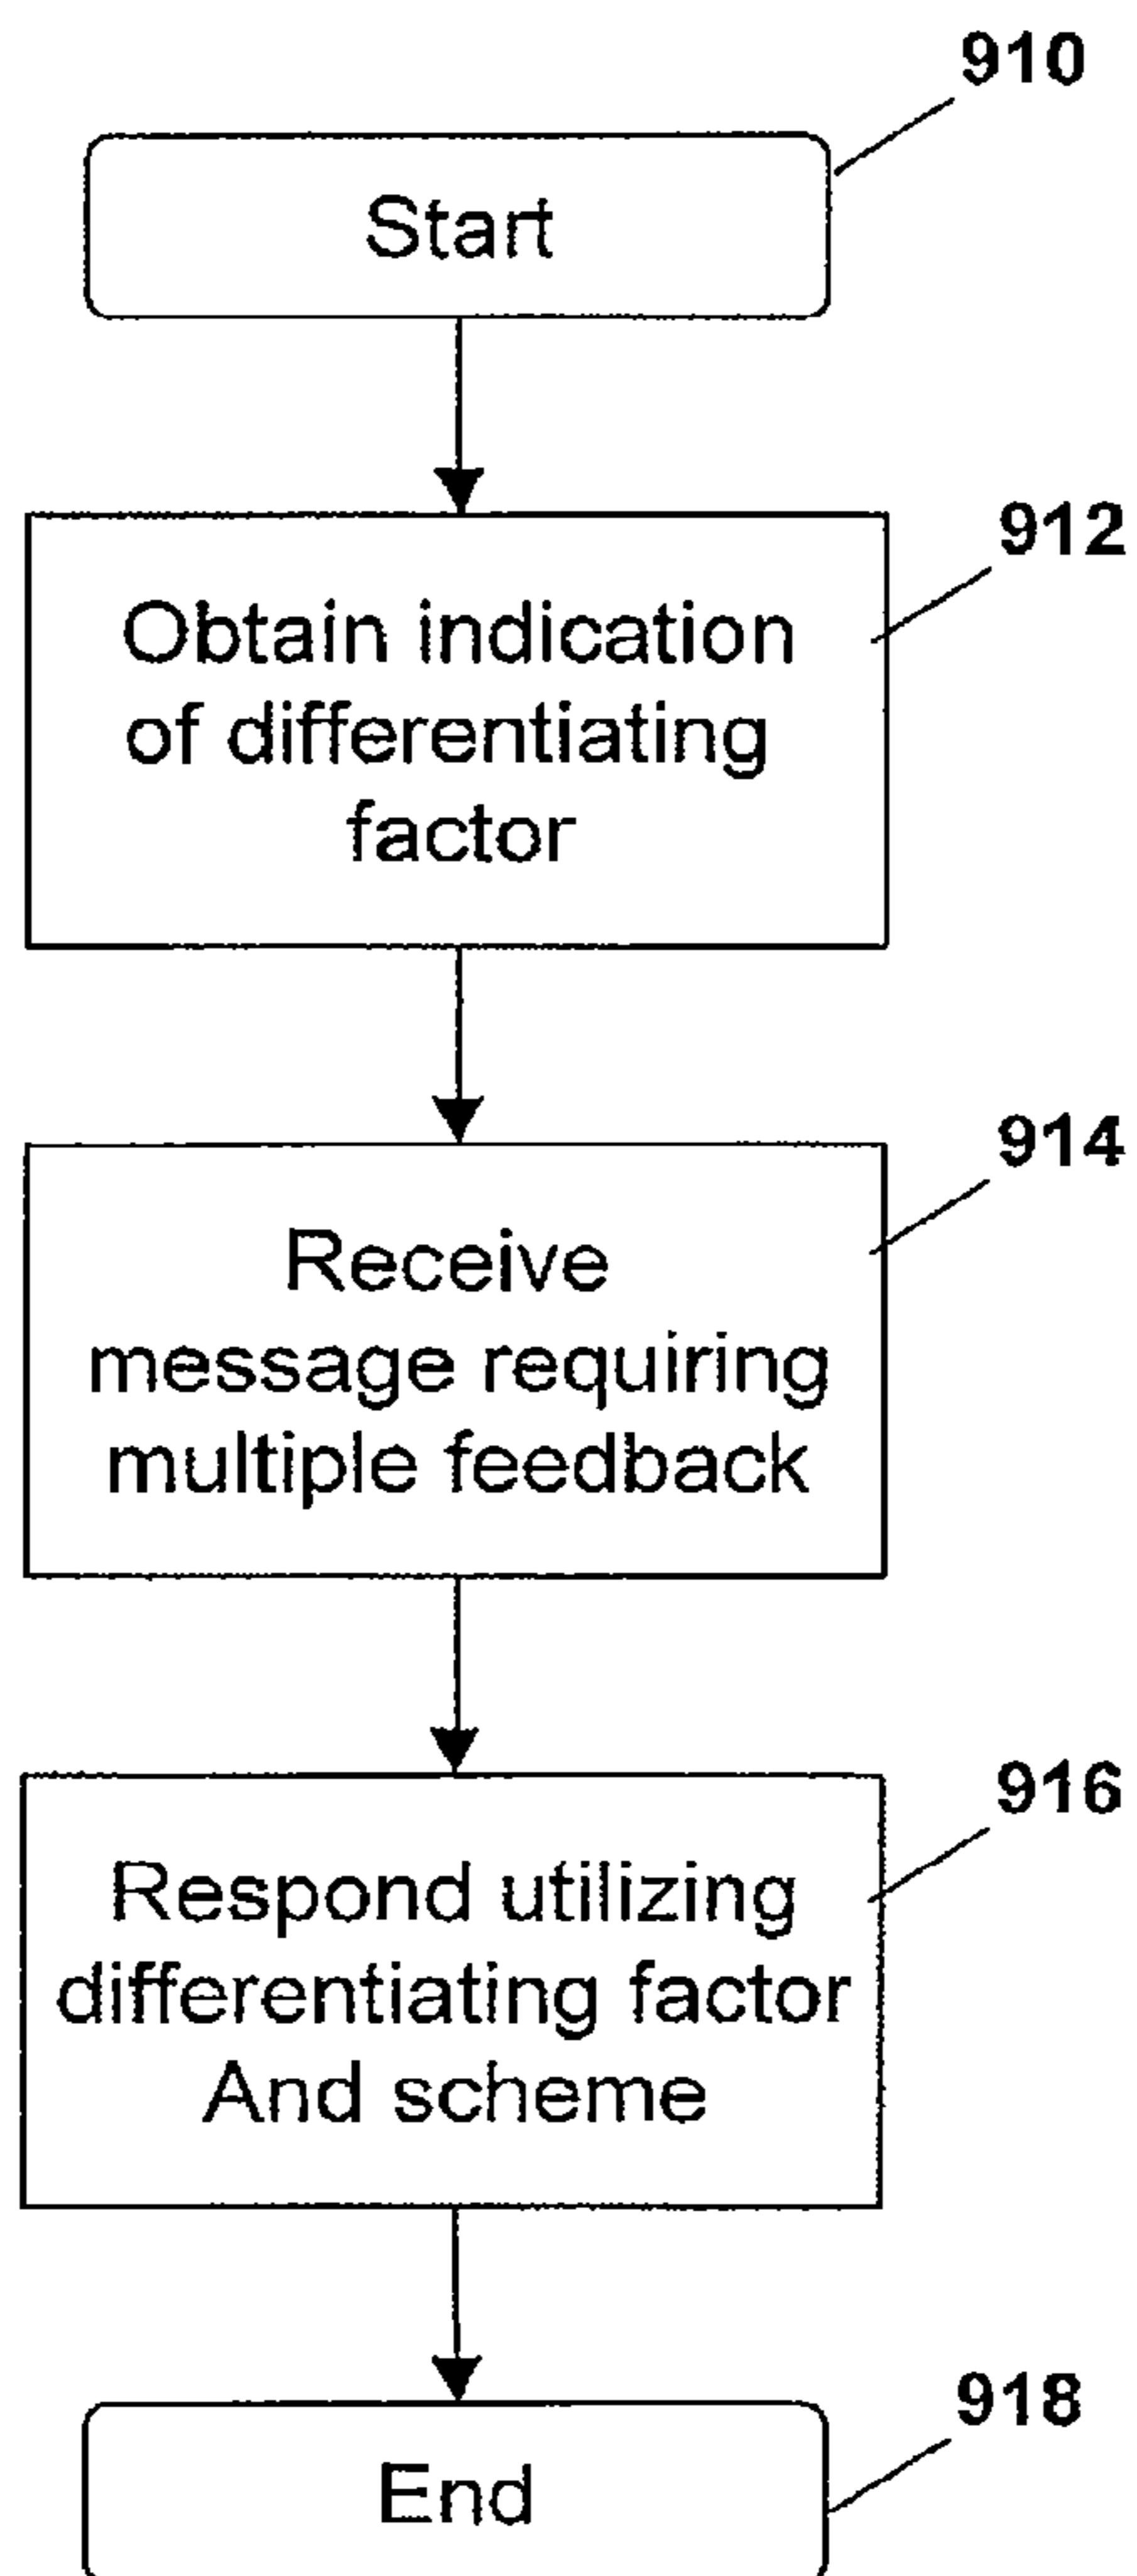 910
Start
912
Obtain indication
of differentiating
factor
914
Receive
message requiring
multiple feedback
916
Respond utilizing
differentiating factor
And scheme
918
End